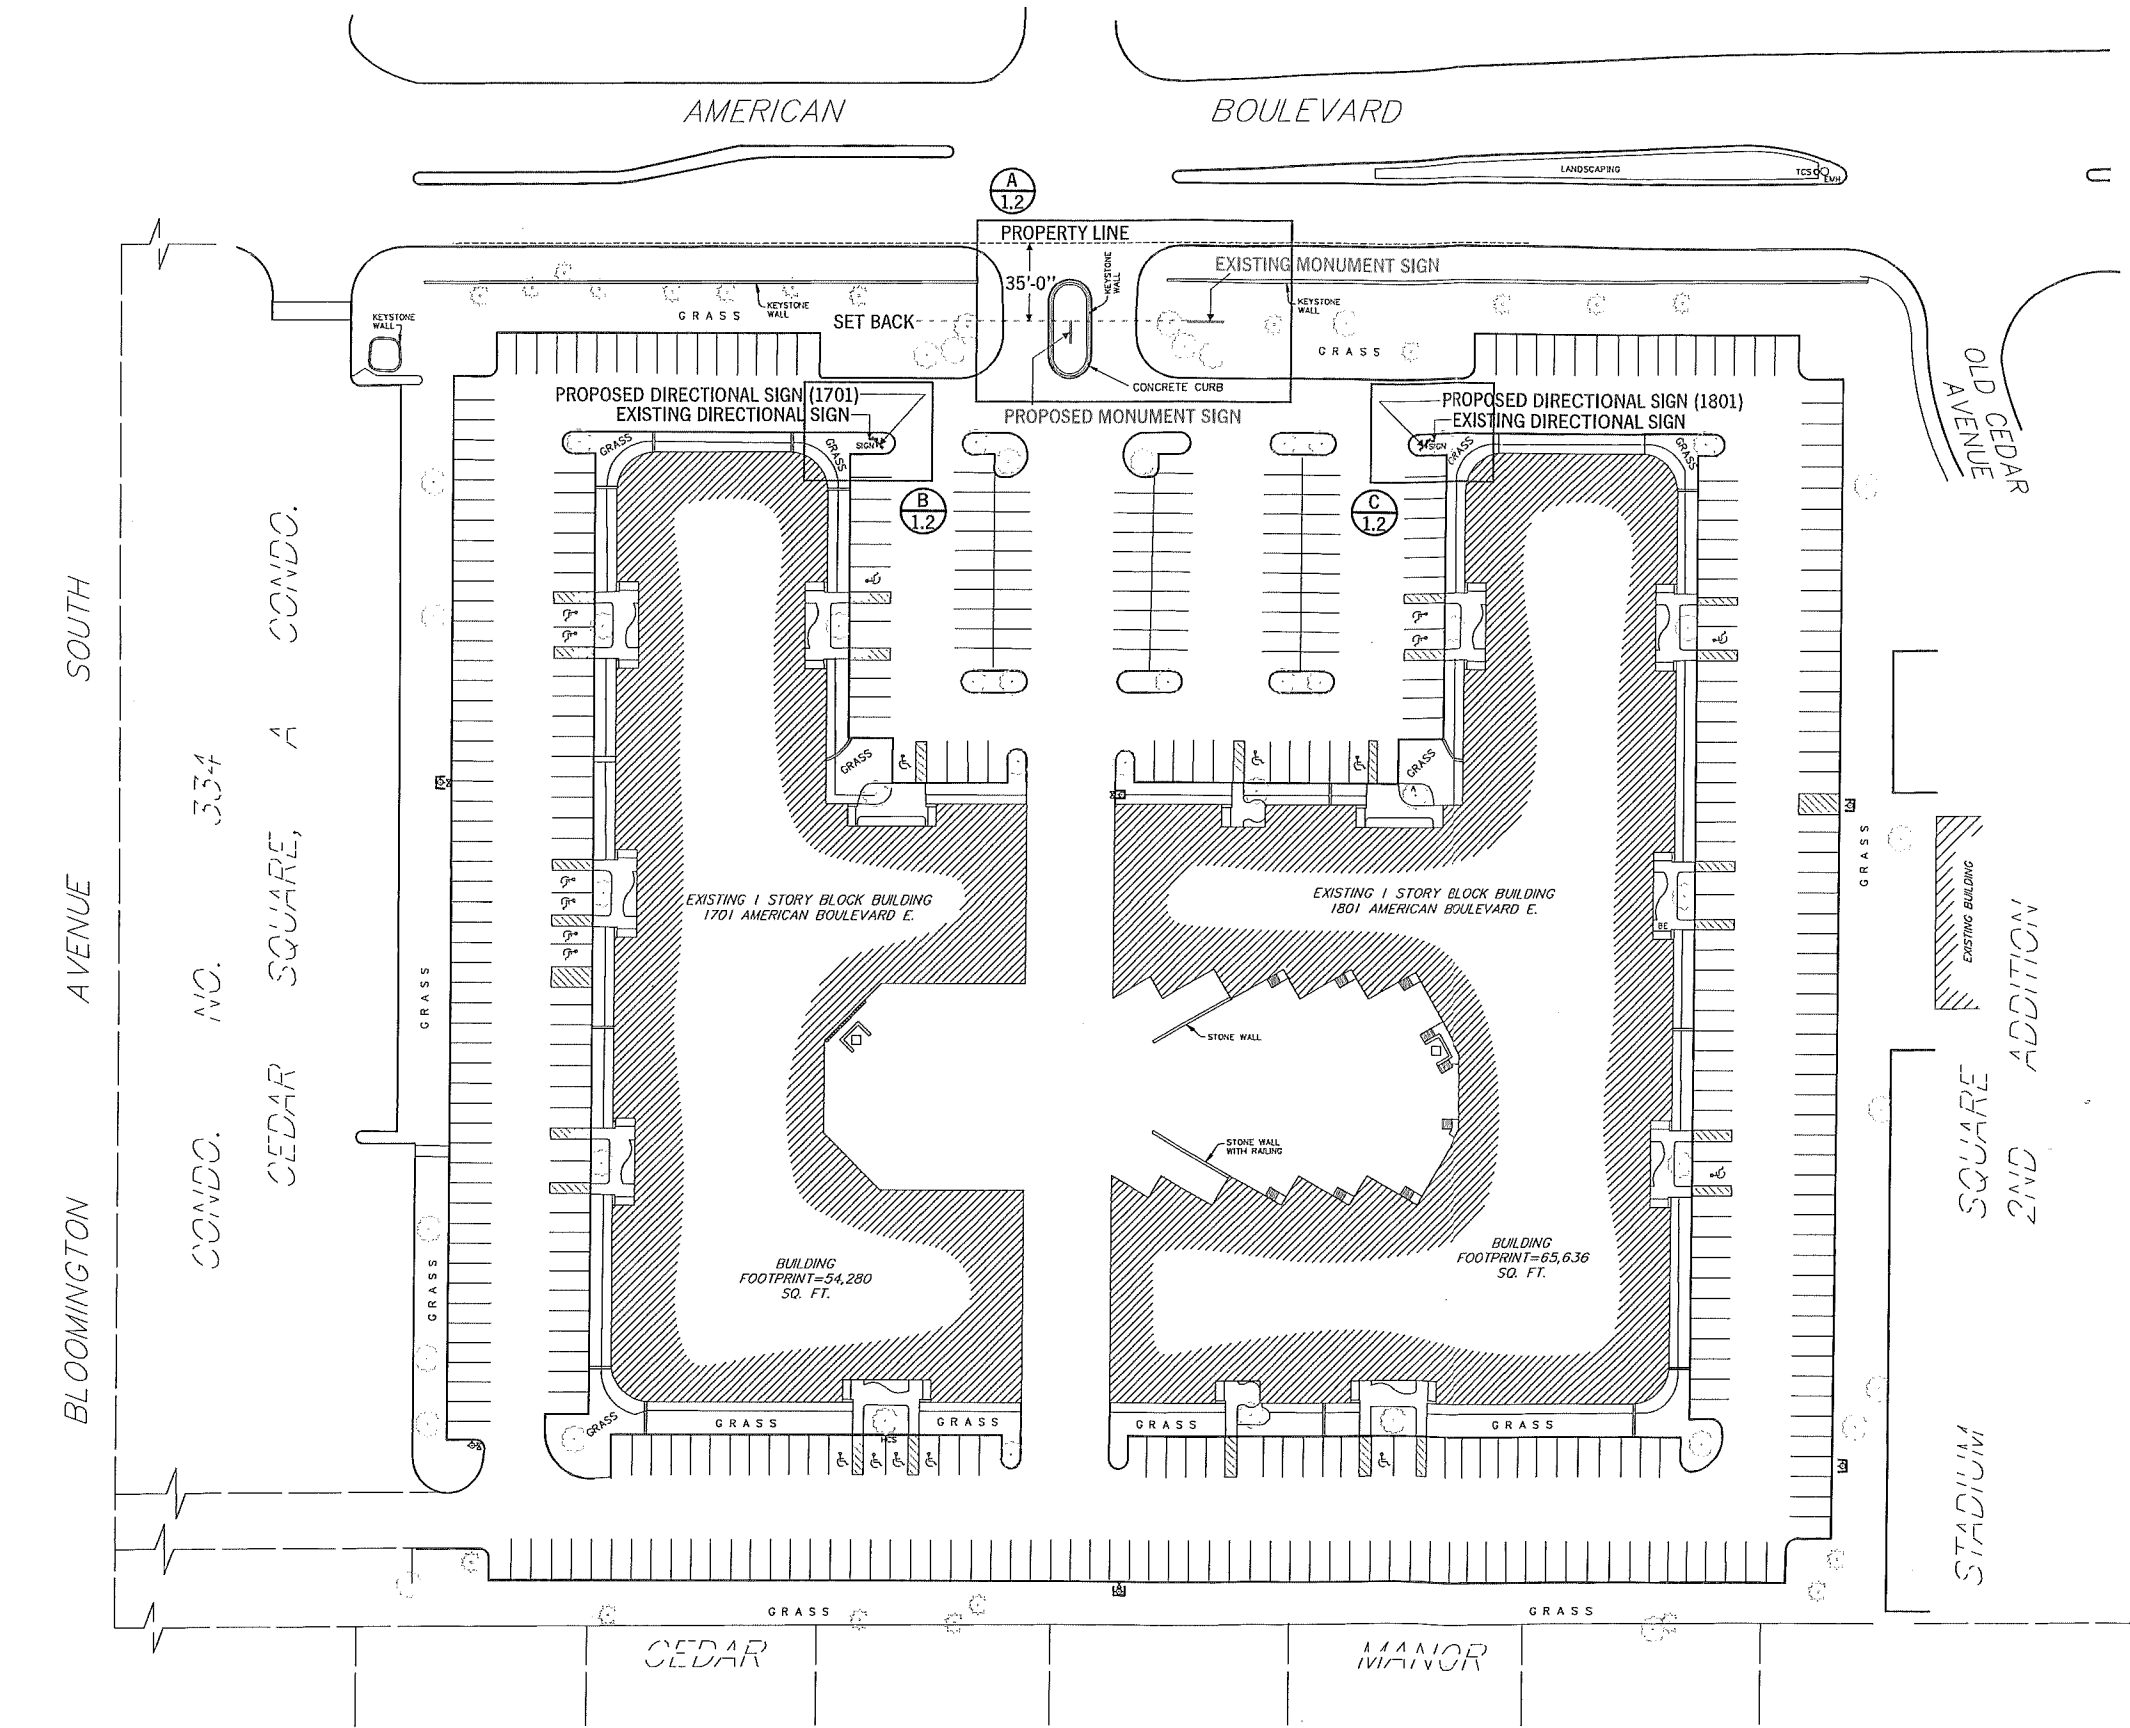 AMERICAN BOULEVARD
LANDSCAPING
TCS
EMH
A
1.2
PROPERTY LINE
35'-0"
KEYSTONE
WALL
EXISTING MONUMENT SIGN
KEYSTONE
WALL
KEYSTONE
WALL
KEYSTONE
WALL
GRASS
SET BACK
GRASS
CONCRETE CURB
PROPOSED MONUMENT SIGN
PROPOSED DIRECTIONAL SIGN (1701)
EXISTING DIRECTIONAL SIGN
PROPOSED DIRECTIONAL SIGN (1801)
EXISTING DIRECTIONAL SIGN
OLD CEDAR
AVENUE
GRASS
GRASS
SIGN
SIGN
GRASS
GRASS
B
1.2
C
1.2
BLOOMINGTON AVENUE SOUTH
CONDO. NO. 334
CEDAR SQUARE, A CONDO.
GRASS
GRASS
GRASS
EXISTING 1 STORY BLOCK BUILDING
1701 AMERICAN BOULEVARD E.
EXISTING 1 STORY BLOCK BUILDING
1801 AMERICAN BOULEVARD E.
BE
EXISTING BUILDING
GRASS
GRASS
STONE WALL
STONE WALL
WITH RAILING
BUILDING
FOOTPRINT=54,280
SQ. FT.
BUILDING
FOOTPRINT=65,636
SQ. FT.
STADIUM SQUARE
2ND ADDITION
GRASS
GRASS
GRASS
HCS
GRASS
GRASS
GRASS
GRASS
GRASS
CEDAR MANOR